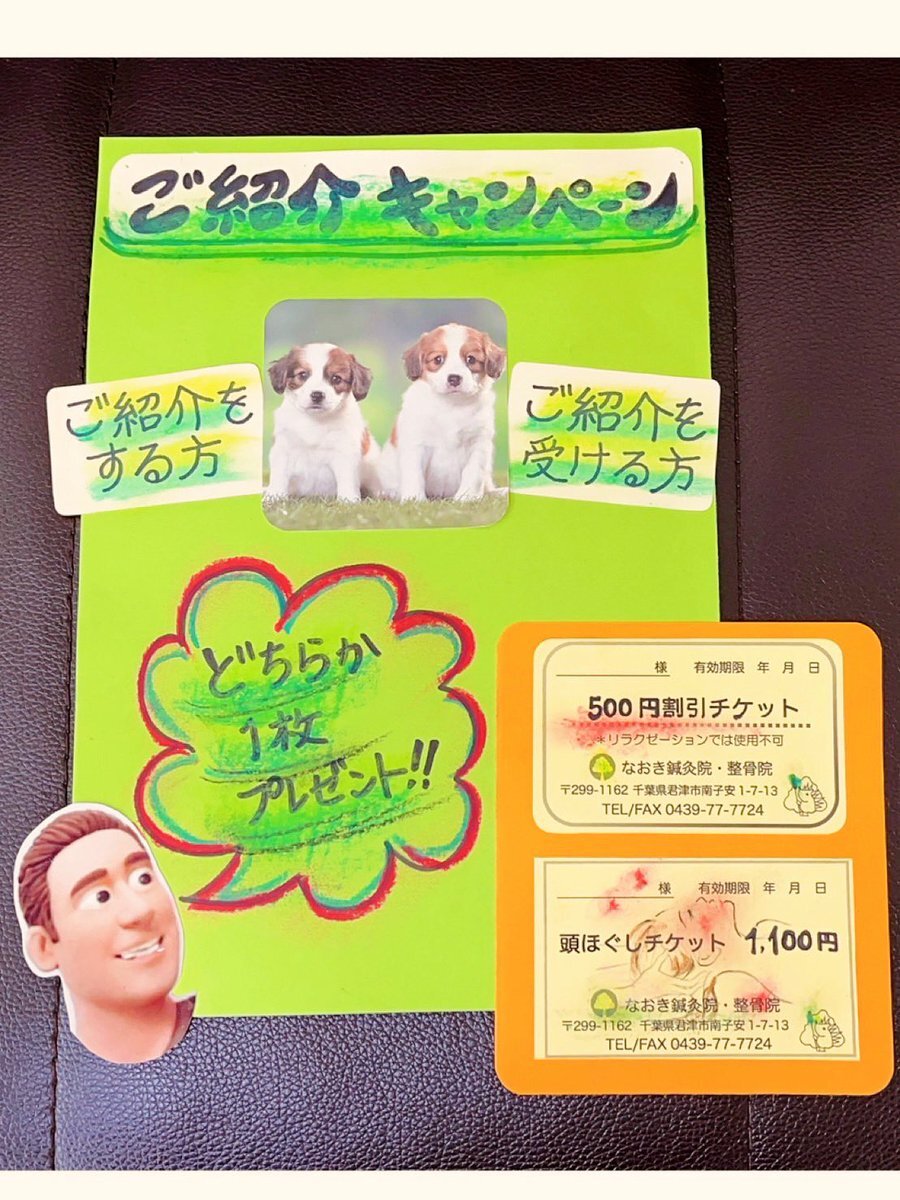 ご紹介 キャンペーン
ご紹介を
する方
ご紹介を
受ける方
どちらか
1枚
プレゼント!!
様 有効期限 年 月 日
500円割引チケット
＊リラクゼーションでは使用不可
なおき鍼灸院・整骨院
〒299-1162 千葉県君津市南子安1-7-13
TEL/FAX 0439-77-7724
様 有効期限 年 月 日
頭ほぐしチケット 1,100円
なおき鍼灸院・整骨院
〒299-1162 千葉県君津市南子安1-7-13
TEL/FAX 0439-77-7724